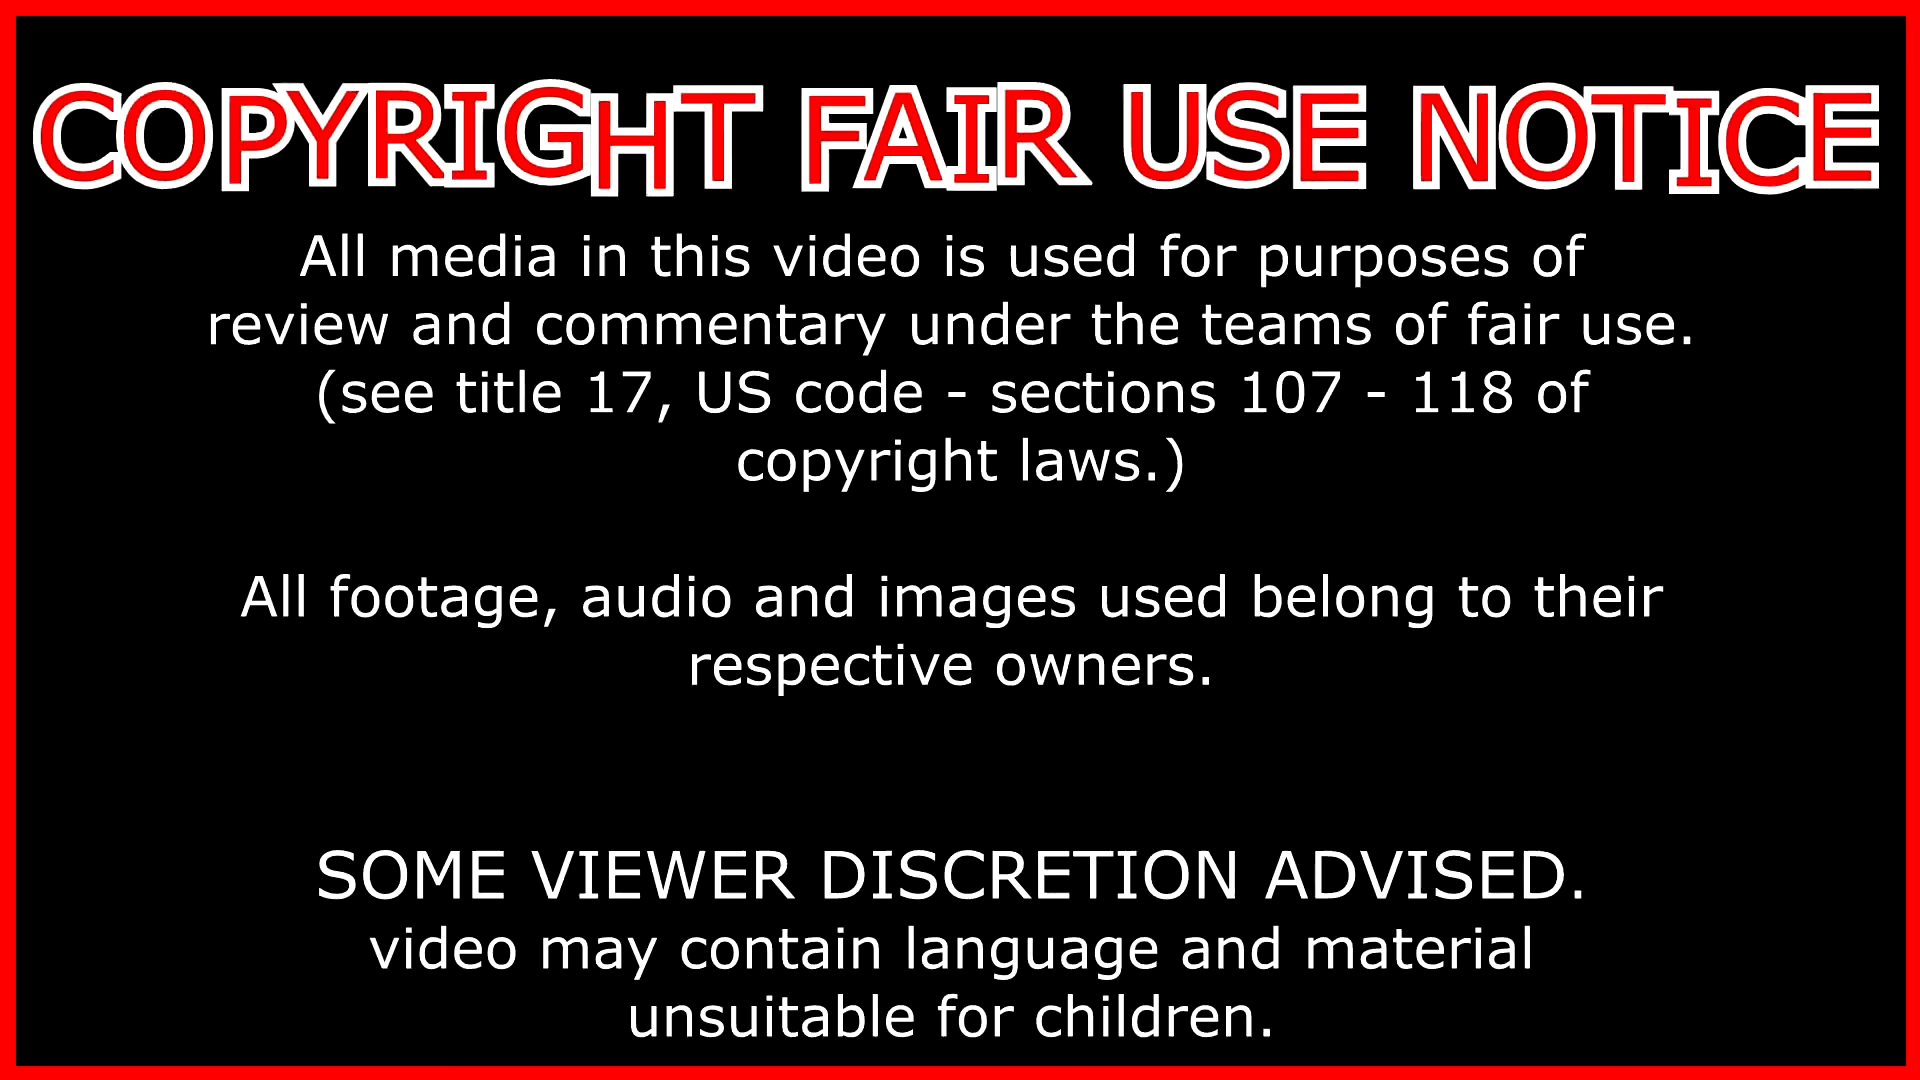 COPYRIGHT FAIR USE NOTICE
All media in this video is used for purposes of
review and commentary under the teams of fair use.
(see title 17, US code - sections 107 - 118 of
copyright laws.)
All footage, audio and images used belong to their
respective owners.
SOME VIEWER DISCRETION ADVISED.
video may contain language and material
unsuitable for children.